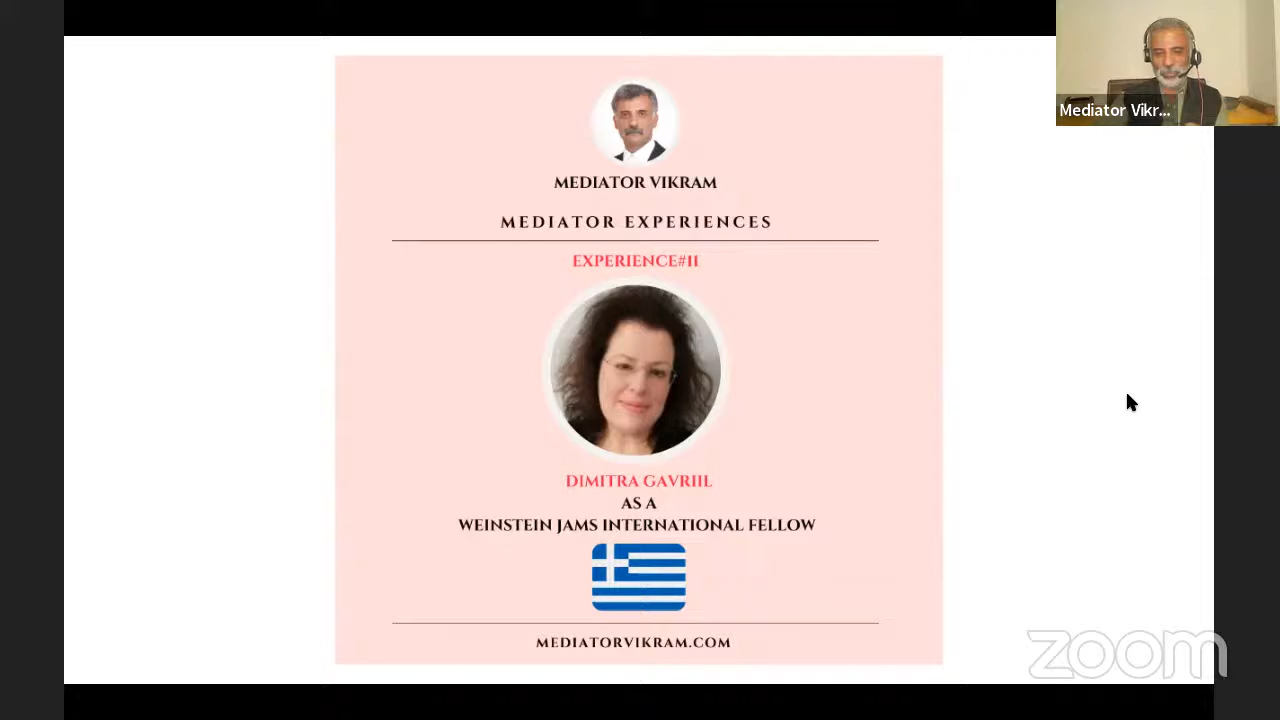 Mediator Vikr...
MEDIATOR VIKRAM
MEDIATOR EXPERIENCES
EXPERIENCE#11
DIMITRA GAVRIIL
AS A
WEINSTEIN JAMS INTERNATIONAL FELLOW
MEDIATORVIKRAM.COM
zoom